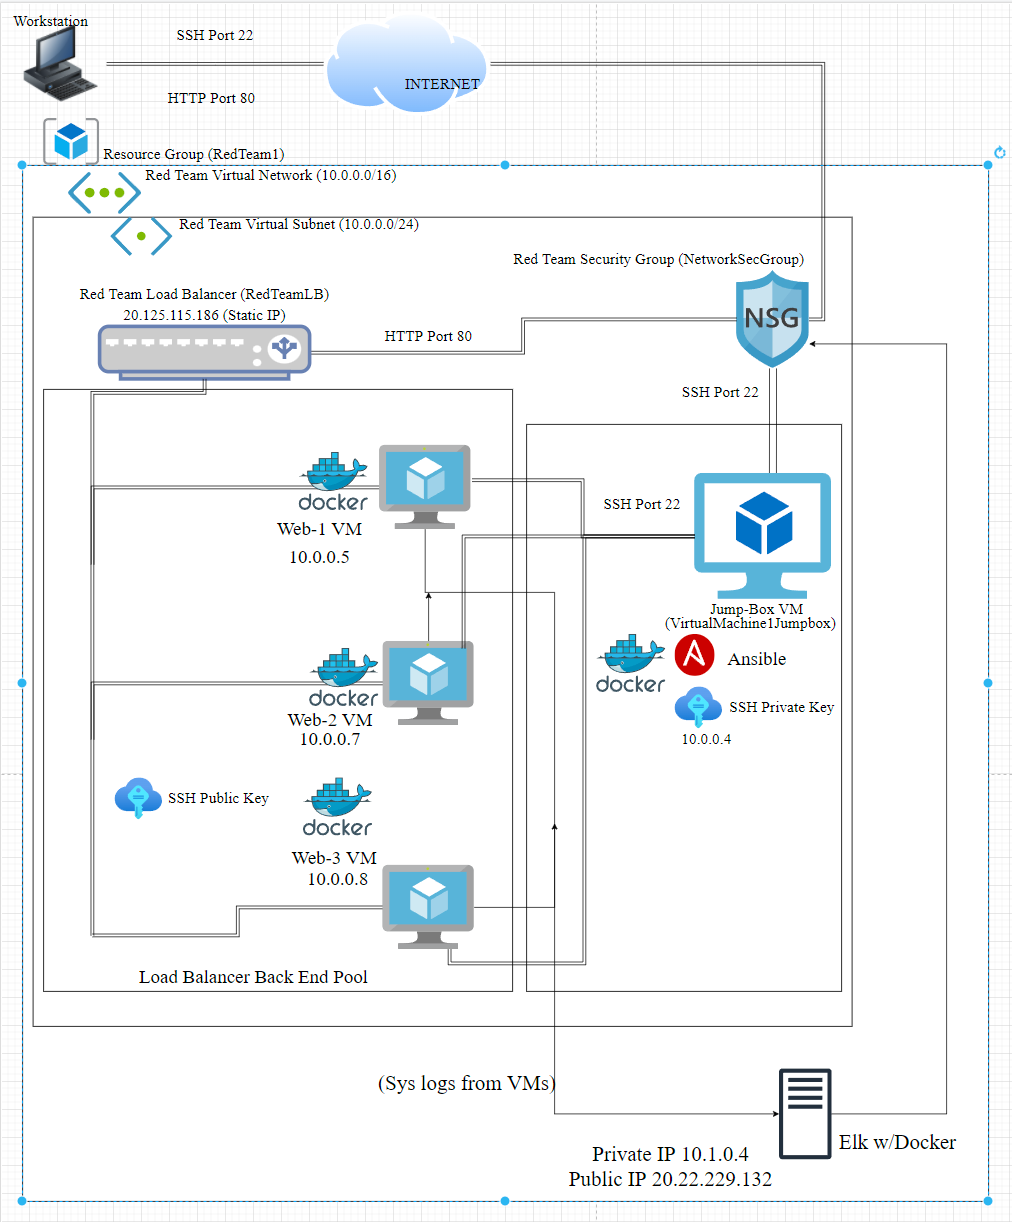 Workstation
SSH Port 22
INTERNET
HTTP Port 80
Resource Group (RedTeam1)
Red Team Virtual Network (10.0.0.0/16)
Red Team Virtual Subnet (10.0.0.0/24)
Red Team Security Group (NetworkSecGroup)
NSG
Red Team Load Balancer (RedTeamLB)
20.125.115.186 (Static IP)
HTTP Port 80
SSH Port 22
docker
Web-1 VM
10.0.0.5
SSH Port 22
Jump-Box VM
(VirtualMachine1Jumpbox)
docker
Ansible
SSH Private Key
10.0.0.4
docker
Web-2 VM
10.0.0.7
SSH Public Key
docker
Web-3 VM
10.0.0.8
Load Balancer Back End Pool
(Sys logs from VMs)
Elk w/Docker
Private IP 10.1.0.4
Public IP 20.22.229.132